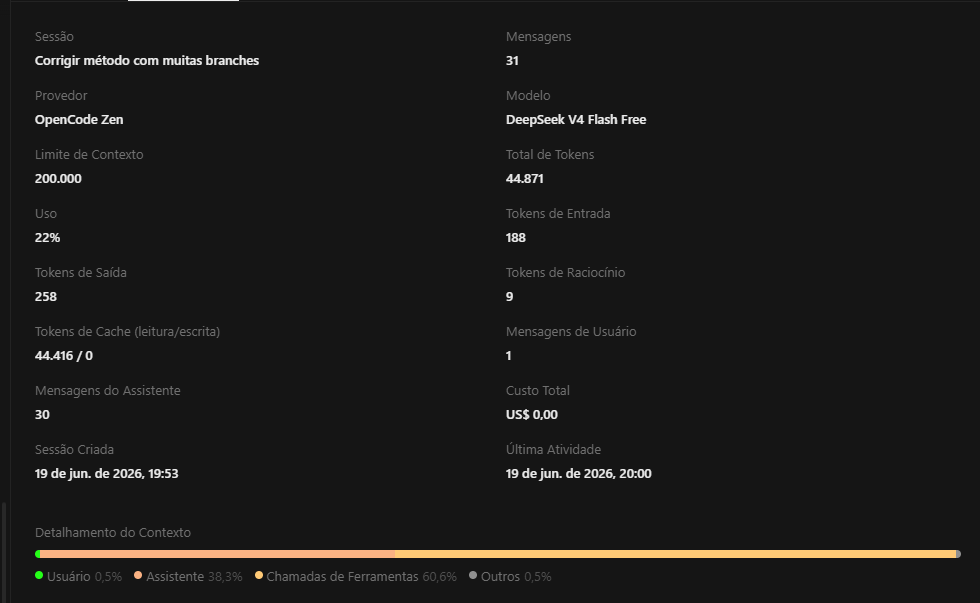 Sessão
Mensagens
Corrigir método com muitas branches
31
Provedor
Modelo
OpenCode Zen
DeepSeek V4 Flash Free
Limite de Contexto
Total de Tokens
200.000
44.871
Uso
Tokens de Entrada
22%
188
Tokens de Saída
Tokens de Raciocínio
258
9
Tokens de Cache (leitura/escrita)
Mensagens de Usuário
44.416 / 0
1
Mensagens do Assistente
Custo Total
30
US$ 0,00
Sessão Criada
Última Atividade
19 de jun. de 2026, 19:53
19 de jun. de 2026, 20:00
Detalhamento do Contexto
Usuário 0,5% Assistente 38,3% Chamadas de Ferramentas 60,6% Outros 0,5%